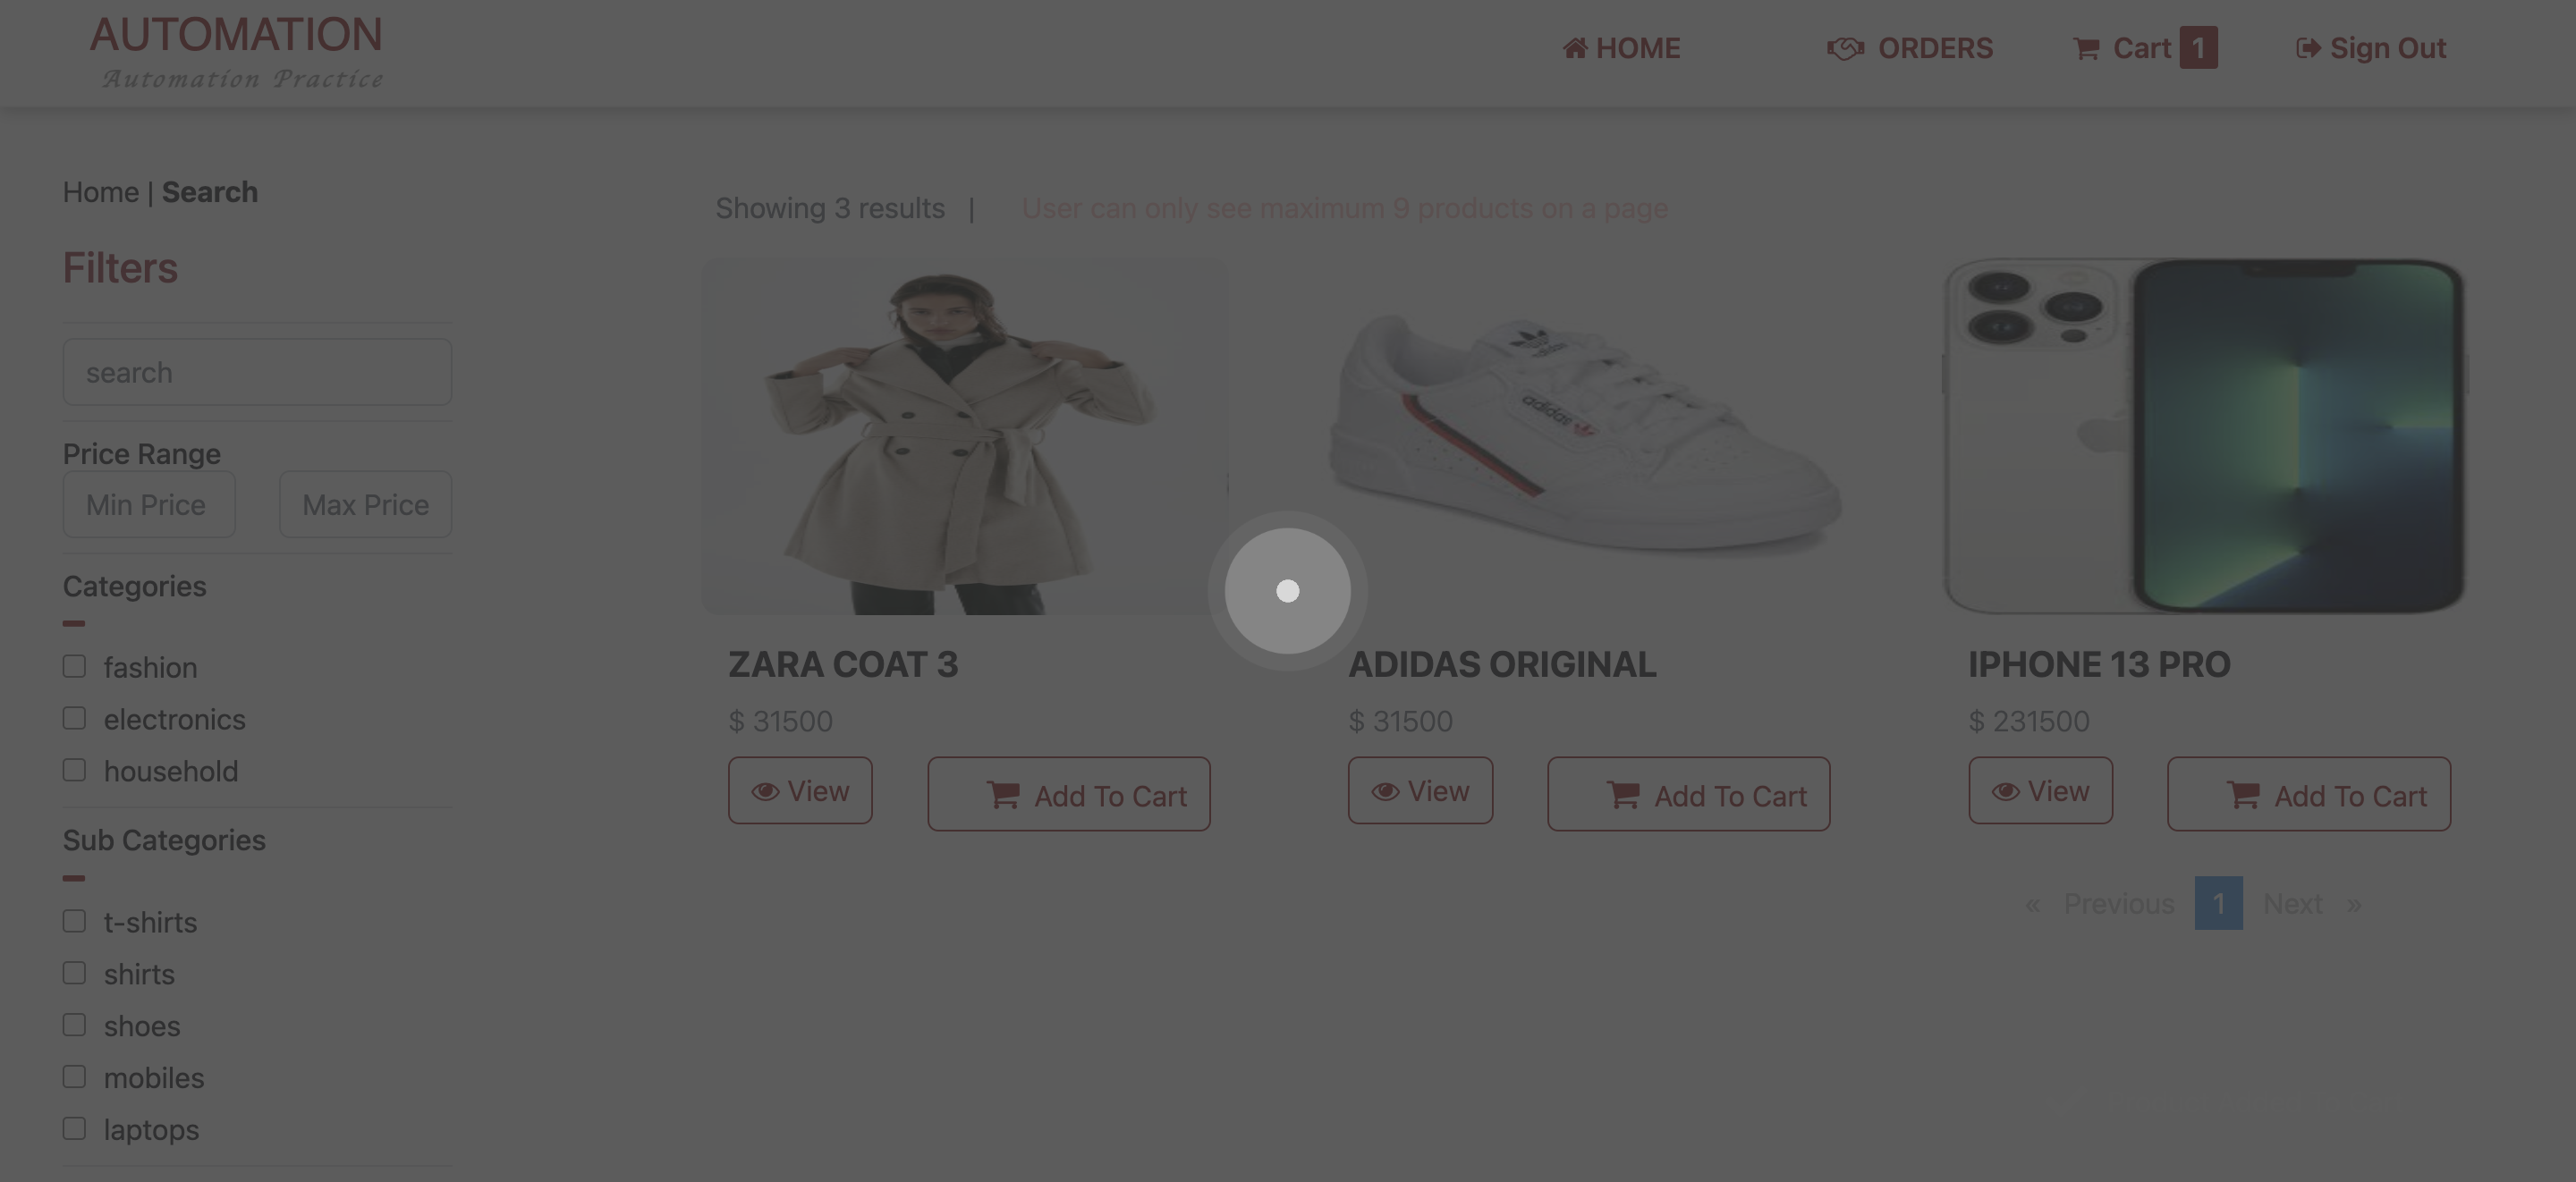 AUTOMATION
Automation Practice
HOME
ORDERS
Cart 1
Sign Out
Home | Search
Showing 3 results |
User can only see maximum 9 products on a page
Filters
search
Price Range
Min Price
Max Price
Categories
fashion
electronics
household
Sub Categories
t-shirts
shirts
shoes
mobiles
laptops
adidas
adidas
ZARA COAT 3
$ 31500
View
Add To Cart
ADIDAS ORIGINAL
$ 31500
View
Add To Cart
IPHONE 13 PRO
$ 231500
View
Add To Cart
« Previous 1 Next »